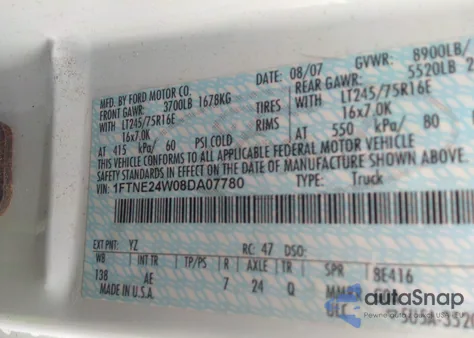 MFD. BY FORD MOTOR CO. DATE: 08/07 GVWR: 8900LB/
FRONT GAWR: 3700LB 1678KG REAR GAWR: 5520LB
WITH LT245/75R16E TIRES WITH LT245/75R16E
16x7.0K RIMS 16x7.0K
AT 415 kPa/ 60 PSI COLD AT 550 kPa/ 80
THIS VEHICLE CONFORMS TO ALL APPLICABLE FEDERAL MOTOR VEHICLE
SAFETY STANDARDS IN EFFECT ON THE DATE OF MANUFACTURE SHOWN ABOVE.
VIN: 1FTNE24W08DA07780 TYPE: Truck
EXT PNT: YZ RC: 47 DSO:
WB INT TR TP/PS R AXLE TR SPR 8E416
138 AE 7 24 Q
MADE IN U.S.A.
autaSnap